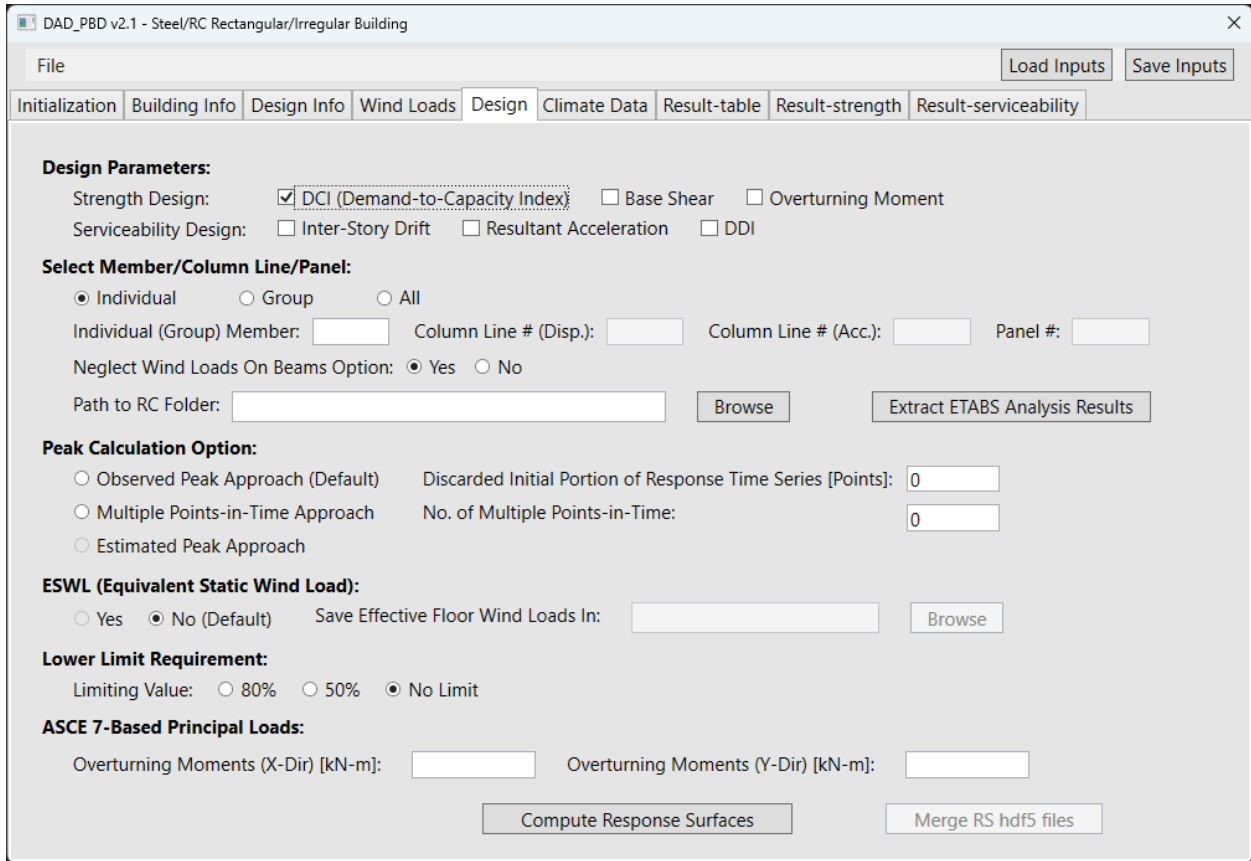 DAD_PBD v2.1 - Steel/RC Rectangular/Irregular Building
File Load Inputs Save Inputs
Initialization Building Info Design Info Wind Loads Design Climate Data Result-table Result-strength Result-serviceability
Design Parameters:
Strength Design: DCI (Demand-to-Capacity Index) Base Shear Overturning Moment
Serviceability Design: Inter-Story Drift Resultant Acceleration DDI
Select Member/Column Line/Panel:
Individual Group All
Individual (Group) Member: Column Line # (Disp.): Column Line # (Acc.): Panel #:
Neglect Wind Loads On Beams Option: Yes No
Path to RC Folder: Browse Extract ETABS Analysis Results
Peak Calculation Option:
Observed Peak Approach (Default) Discarded Initial Portion of Response Time Series [Points]: 0
Multiple Points-in-Time Approach No. of Multiple Points-in-Time: 0
Estimated Peak Approach
ESWL (Equivalent Static Wind Load):
Yes No (Default) Save Effective Floor Wind Loads In: Browse
Lower Limit Requirement:
Limiting Value: 80% 50% No Limit
ASCE 7-Based Principal Loads:
Overturning Moments (X-Dir) [kN-m]: Overturning Moments (Y-Dir) [kN-m]:
Compute Response Surfaces Merge RS hdf5 files